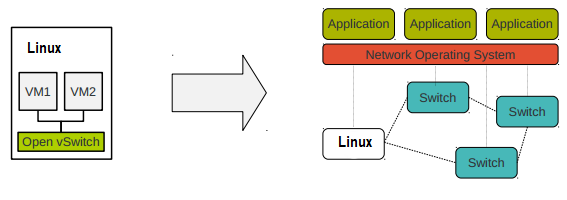 Linux
VM1 VM2
Open vSwitch
Application Application Application
Network Operating System
Switch
Switch
Linux
Switch